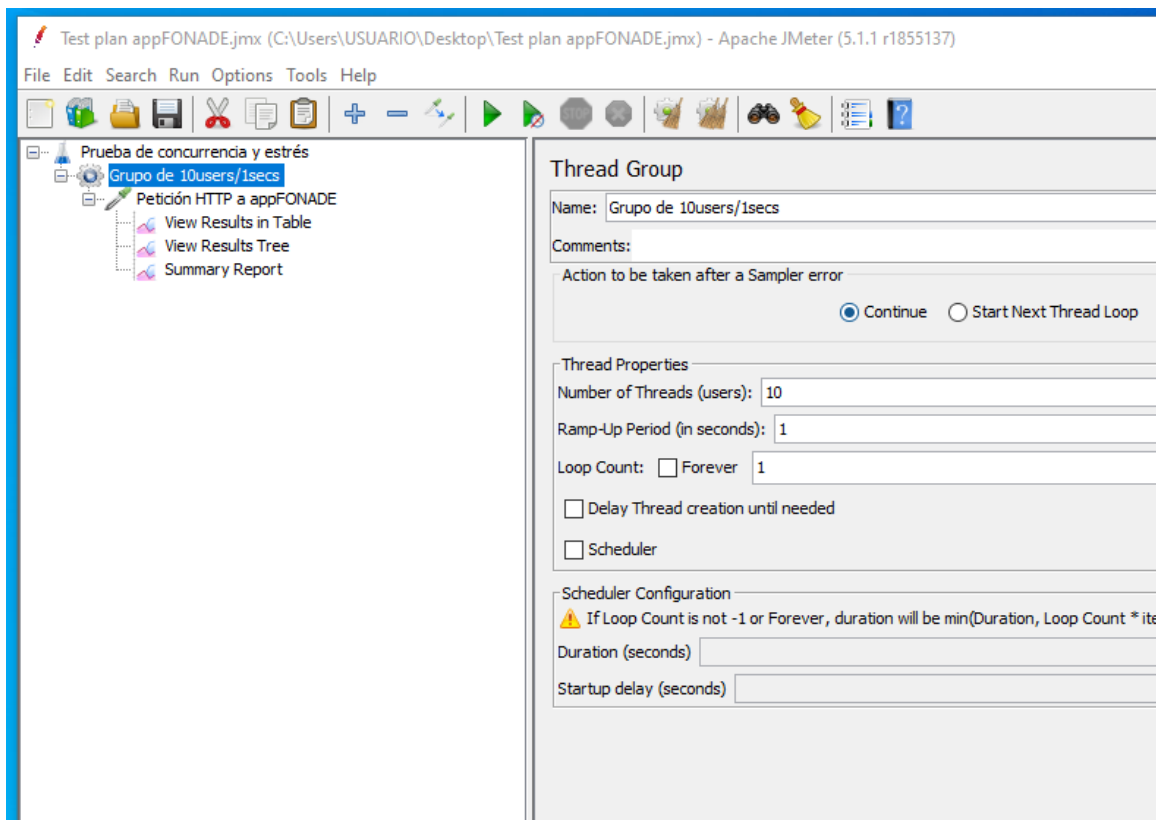 Test plan appFONADE.jmx (C:\Users\USUARIO\Desktop\Test plan appFONADE.jmx) - Apache JMeter (5.1.1 r1855137)
File Edit Search Run Options Tools Help
STOP
Prueba de concurrencia y estrés
Grupo de 10users/1secs
Petición HTTP a appFONADE
View Results in Table
View Results Tree
Summary Report
Thread Group
Name: Grupo de 10users/1secs
Comments:
Action to be taken after a Sampler error
Continue Start Next Thread Loop
Thread Properties
Number of Threads (users): 10
Ramp-Up Period (in seconds): 1
Loop Count: Forever 1
Delay Thread creation until needed
Scheduler
Scheduler Configuration
If Loop Count is not -1 or Forever, duration will be min(Duration, Loop Count * ite
Duration (seconds)
Startup delay (seconds)